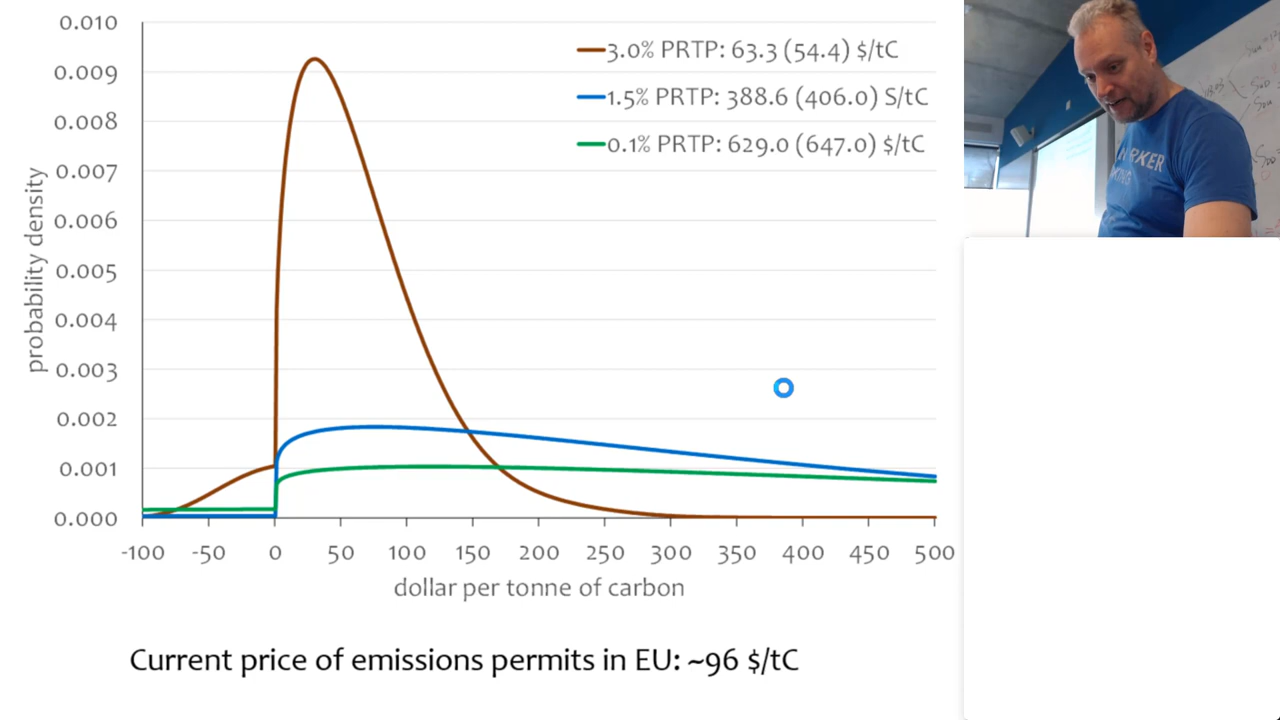 0.010
0.009
0.008
0.007
0.006
0.005
0.004
0.003
0.002
0.001
0.000
probability density
3.0% PRTP: 63.3 (54.4) $/tC
1.5% PRTP: 388.6 (406.0) S/tC
0.1% PRTP: 629.0 (647.0) $/tC
-100 -50 0 50 100 150 200 250 300 350 400 450 500
dollar per tonne of carbon
Current price of emissions permits in EU: ~96 $/tC